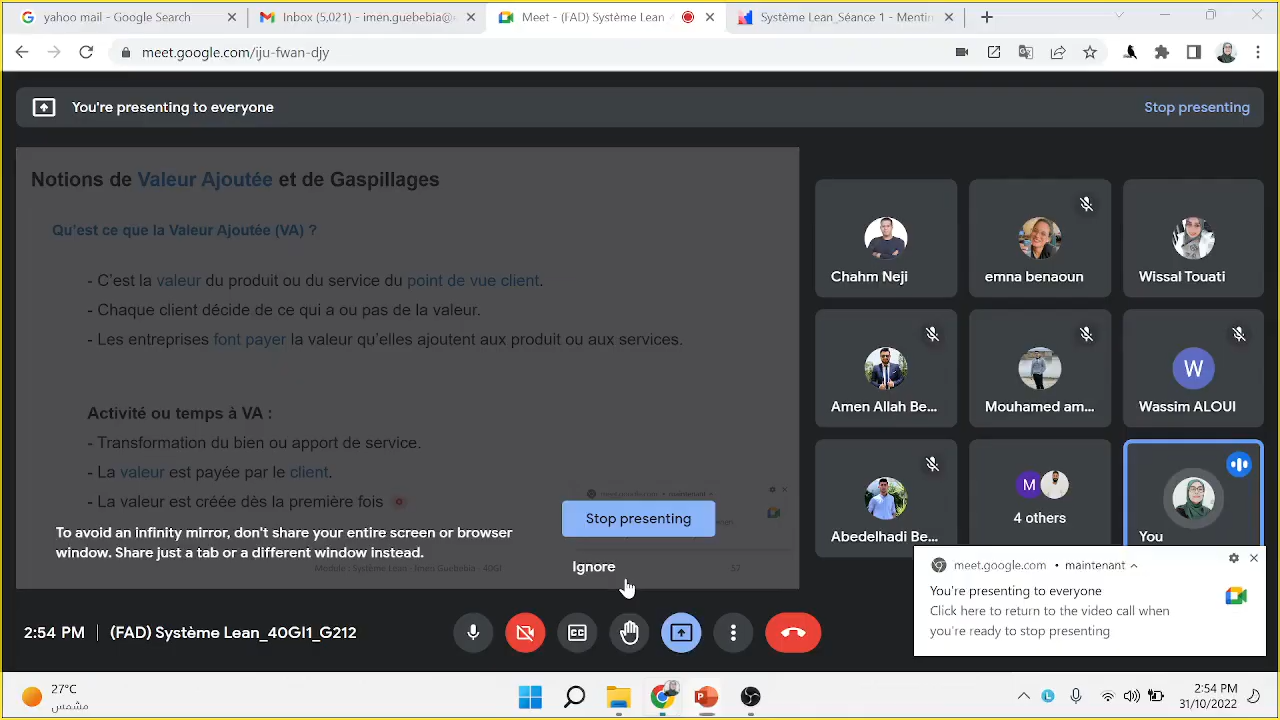 yahoo mail - Google Search
Inbox (5,021) - imen.guebebia@e
Meet - (FAD) Système Lean
Système Lean_Séance 1 - Mentim
meet.google.com/iju-fwan-djy
You're presenting to everyone
Stop presenting
Notions de Valeur Ajoutée et de Gaspillages
Qu'est ce que la Valeur Ajoutée (VA) ?
- C'est la valeur du produit ou du service du point de vue client.
- Chaque client décide de ce qui a ou pas de la valeur.
- Les entreprises font payer la valeur qu'elles ajoutent aux produit ou aux services.
Activité ou temps à VA :
- Transformation du bien ou apport de service.
- La valeur est payée par le client.
- La valeur est créée dès la première fois
To avoid an infinity mirror, don't share your entire screen or browser
window. Share just a tab or a different window instead.
Stop presenting
Ignore
Module : Système Lean - Imen Guebebia - 40GI
57
Chahm Neji
emna benaoun
Wissal Touati
Amen Allah Be...
Mouhamed am...
W
Wassim ALOUI
Abedelhadi Be...
M
4 others
You
meet.google.com • maintenant
You're presenting to everyone
Click here to return to the video call when
you're ready to stop presenting
2:54 PM | (FAD) Système Lean_40GI1_G212
CC
27°C
مشمس
L
2:54 PM
31/10/2022